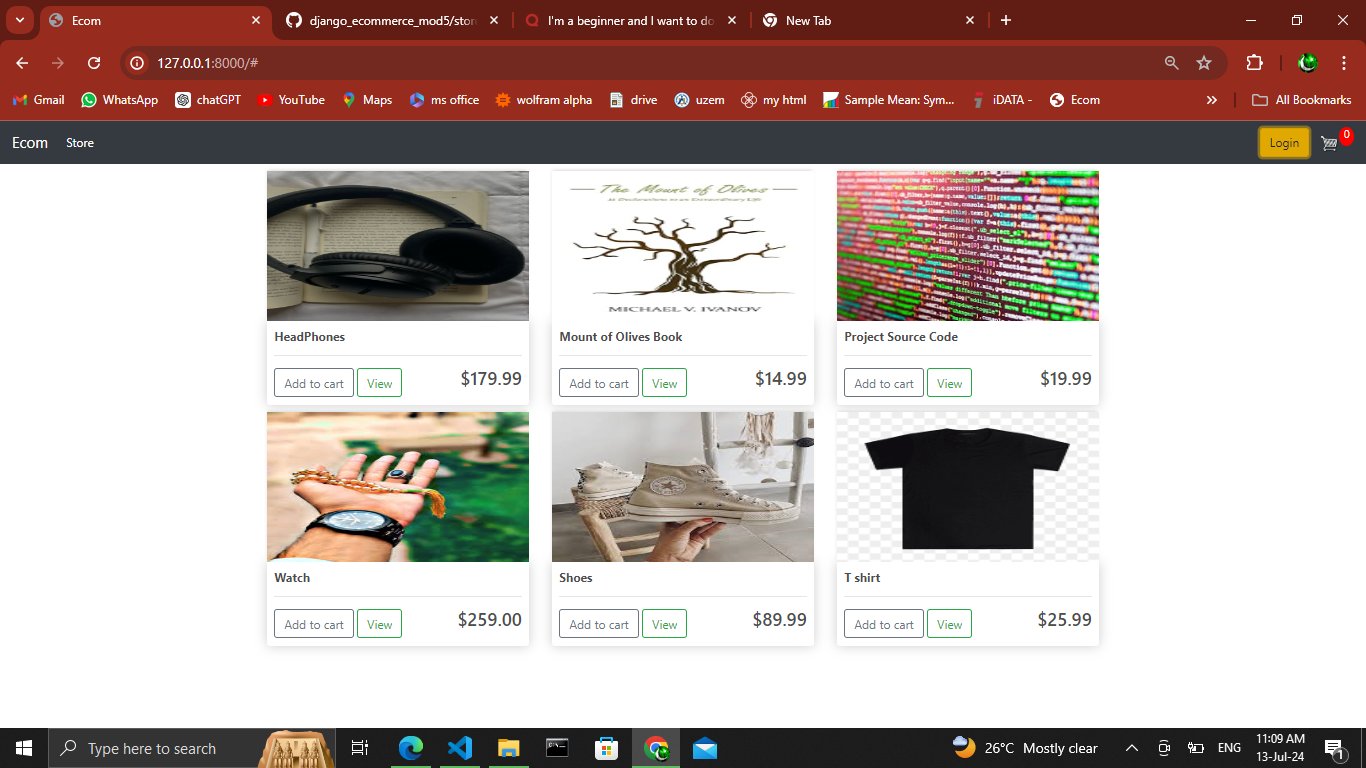 Ecom
django_ecommerce_mod5/stor
I'm a beginner and I want to do
New Tab
127.0.0.1:8000/#
Gmail
WhatsApp
chatGPT
YouTube
Maps
ms office
wolfram alpha
drive
uzem
my html
Sample Mean: Sym...
iDATA -
Ecom
All Bookmarks
Ecom
Store
Login
0
The Mount of Olives
MICHAEL V. IVANOV
HeadPhones
Add to cart
View
$179.99
Mount of Olives Book
Add to cart
View
$14.99
Project Source Code
Add to cart
View
$19.99
Watch
Add to cart
View
$259.00
Shoes
Add to cart
View
$89.99
T shirt
Add to cart
View
$25.99
Type here to search
26°C Mostly clear
ENG
11:09 AM
13-Jul-24
1